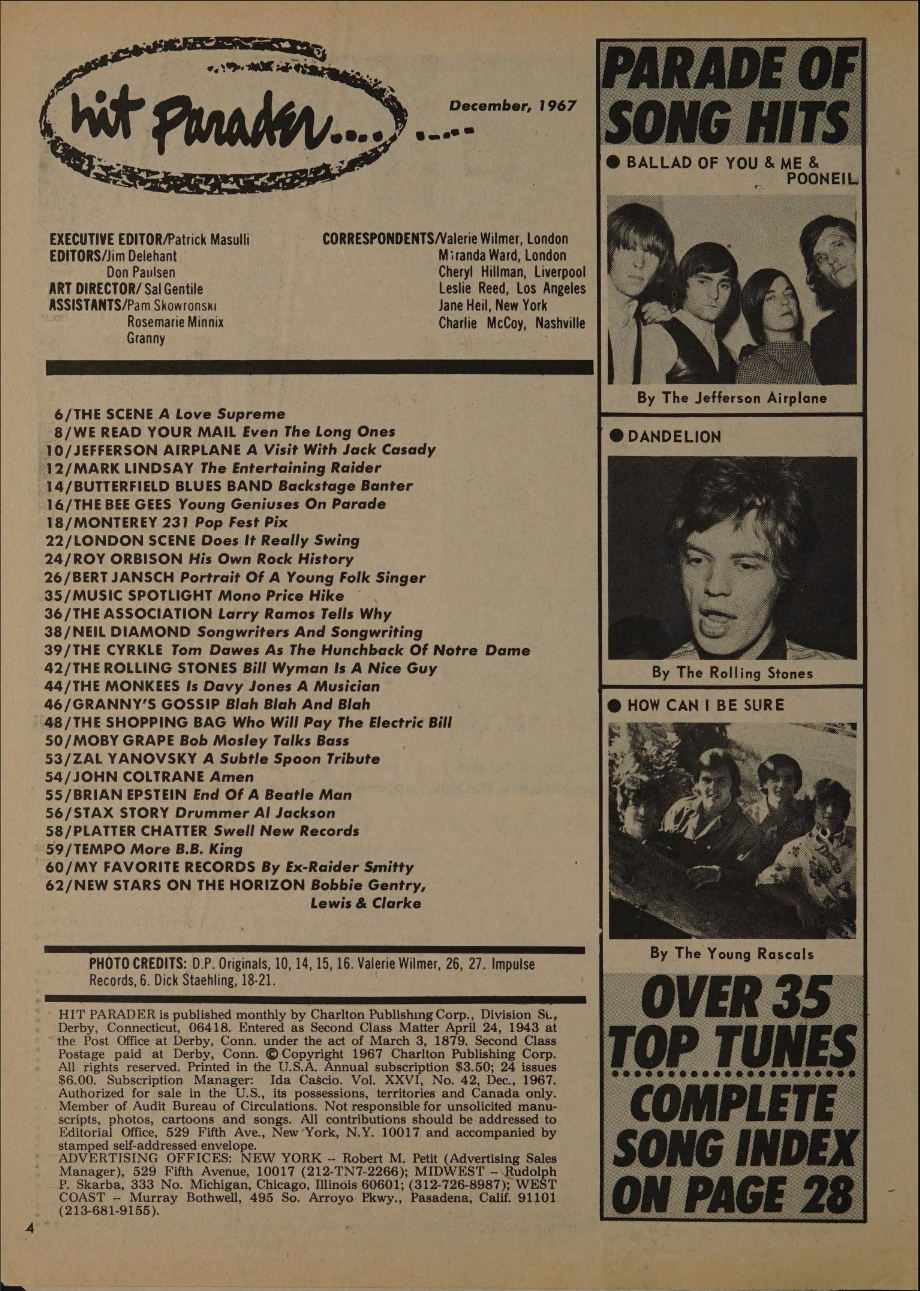 hit Parader.... .....
December, 1967
EXECUTIVE EDITOR/Patrick Masulli
EDITORS/Jim Delehant
Don Paulsen
ART DIRECTOR/ Sal Gentile
ASSISTANTS/Pam Skowronski
Rosemarie Minnix
Granny
CORRESPONDENTS/Valerie Wilmer, London
Miranda Ward, London
Cheryl Hillman, Liverpool
Leslie Reed, Los Angeles
Jane Heil, New York
Charlie McCoy, Nashville
6/THE SCENE A Love Supreme
8/WE READ YOUR MAIL Even The Long Ones
10/JEFFERSON AIRPLANE A Visit With Jack Casady
12/MARK LINDSAY The Entertaining Raider
14/BUTTERFIELD BLUES BAND Backstage Banter
16/THE BEE GEES Young Geniuses On Parade
18/MONTEREY 231 Pop Fest Pix
22/LONDON SCENE Does It Really Swing
24/ROY ORBISON His Own Rock History
26/BERT JANSCH Portrait Of A Young Folk Singer
35/MUSIC SPOTLIGHT Mono Price Hike
36/THE ASSOCIATION Larry Ramos Tells Why
38/NEIL DIAMOND Songwriters And Songwriting
39/THE CYRKLE Tom Dawes As The Hunchback Of Notre Dame
42/THE ROLLING STONES Bill Wyman Is A Nice Guy
44/THE MONKEES Is Davy Jones A Musician
46/GRANNY'S GOSSIP Blah Blah And Blah
48/THE SHOPPING BAG Who Will Pay The Electric Bill
50/MOBY GRAPE Bob Mosley Talks Bass
53/ZAL YANOVSKY A Subtle Spoon Tribute
54/JOHN COLTRANE Amen
55/BRIAN EPSTEIN End Of A Beatle Man
56/STAX STORY Drummer Al Jackson
58/PLATTER CHATTER Swell New Records
59/TEMPO More B.B. King
60/MY FAVORITE RECORDS By Ex-Raider Smitty
62/NEW STARS ON THE HORIZON Bobbie Gentry,
Lewis & Clarke
PHOTO CREDITS: D.P. Originals, 10, 14, 15, 16. Valerie Wilmer, 26, 27. Impulse
Records, 6. Dick Staehling, 18-21.
HIT PARADER is published monthly by Charlton Publishing Corp., Division St.,
Derby, Connecticut, 06418. Entered as Second Class Matter April 24, 1943 at
the Post Office at Derby, Conn. under the act of March 3, 1879. Second Class
Postage paid at Derby, Conn. © Copyright 1967 Charlton Publishing Corp.
All rights reserved. Printed in the U.S.A. Annual subscription $3.50; 24 issues
$6.00. Subscription Manager: Ida Cascio. Vol. XXVI, No. 42, Dec., 1967.
Authorized for sale in the U.S., its possessions, territories and Canada only.
Member of Audit Bureau of Circulations. Not responsible for unsolicited manu-
scripts, photos, cartoons and songs. All contributions should be addressed to
Editorial Office, 529 Fifth Ave., New York, N.Y. 10017 and accompanied by
stamped self-addressed envelope.
ADVERTISING OFFICES: NEW YORK -- Robert M. Petit (Advertising Sales
Manager), 529 Fifth Avenue, 10017 (212-TN7-2266); MIDWEST -- Rudolph
P. Skarba, 333 No. Michigan, Chicago, Illinois 60601; (312-726-8987); WEST
COAST -- Murray Bothwell, 495 So. Arroyo Pkwy., Pasadena, Calif. 91101
(213-681-9155).
4
PARADE OF
SONG HITS
● BALLAD OF YOU & ME &
POONEIL
By The Jefferson Airplane
● DANDELION
By The Rolling Stones
● HOW CAN I BE SURE
By The Young Rascals
OVER 35
TOP TUNES
COMPLETE
SONG INDEX
ON PAGE 28